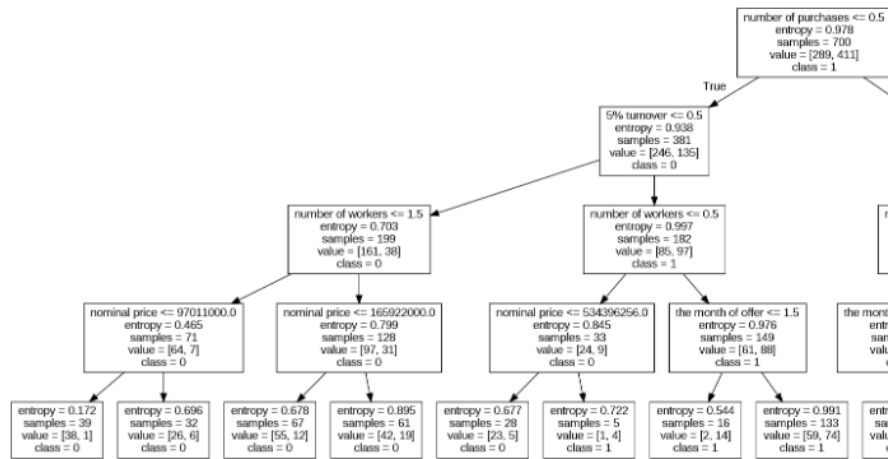 number of purchases <= 0.5
entropy = 0.978
samples = 700
value = [289, 411]
class = 1
True
5% turnover <= 0.5
entropy = 0.938
samples = 381
value = [246, 135]
class = 0
number of workers <= 1.5
entropy = 0.703
samples = 199
value = [161, 38]
class = 0
number of workers <= 0.5
entropy = 0.997
samples = 182
value = [85, 97]
class = 1
nominal price <= 97011000.0
entropy = 0.465
samples = 71
value = [64, 7]
class = 0
nominal price <= 165922000.0
entropy = 0.799
samples = 128
value = [97, 31]
class = 0
nominal price <= 534396256.0
entropy = 0.845
samples = 33
value = [24, 9]
class = 0
the month of offer <= 1.5
entropy = 0.976
samples = 149
value = [61, 88]
class = 1
the month
entropy = 0.172
samples = 39
value = [38, 1]
class = 0
entropy = 0.696
samples = 32
value = [26, 6]
class = 0
entropy = 0.678
samples = 67
value = [55, 12]
class = 0
entropy = 0.895
samples = 61
value = [42, 19]
class = 0
entropy = 0.677
samples = 28
value = [23, 5]
class = 0
entropy = 0.722
samples = 5
value = [1, 4]
class = 1
entropy = 0.544
samples = 16
value = [2, 14]
class = 1
entropy = 0.991
samples = 133
value = [59, 74]
class = 1